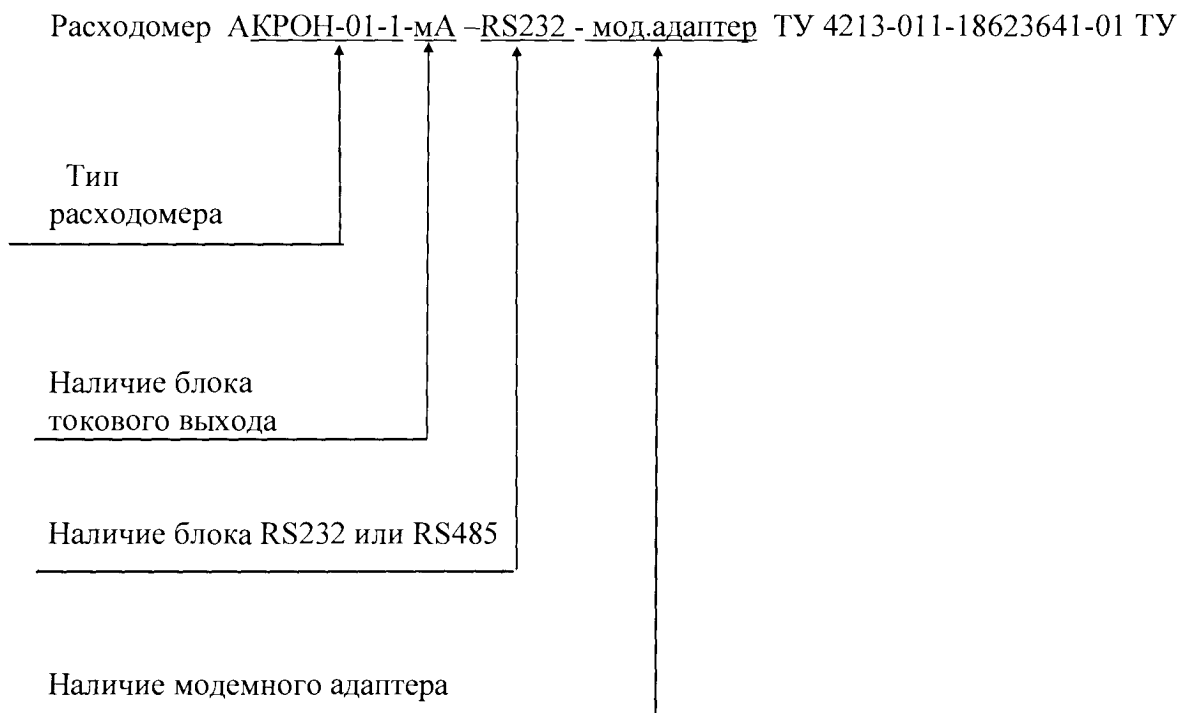 Расходомер АКРОН-01-1-мА –RS232 - мод.адаптер ТУ 4213-011-18623641-01 ТУ
Тип
расходомера
Наличие блока
токового выхода
Наличие блока RS232 или RS485
Наличие модемного адаптера